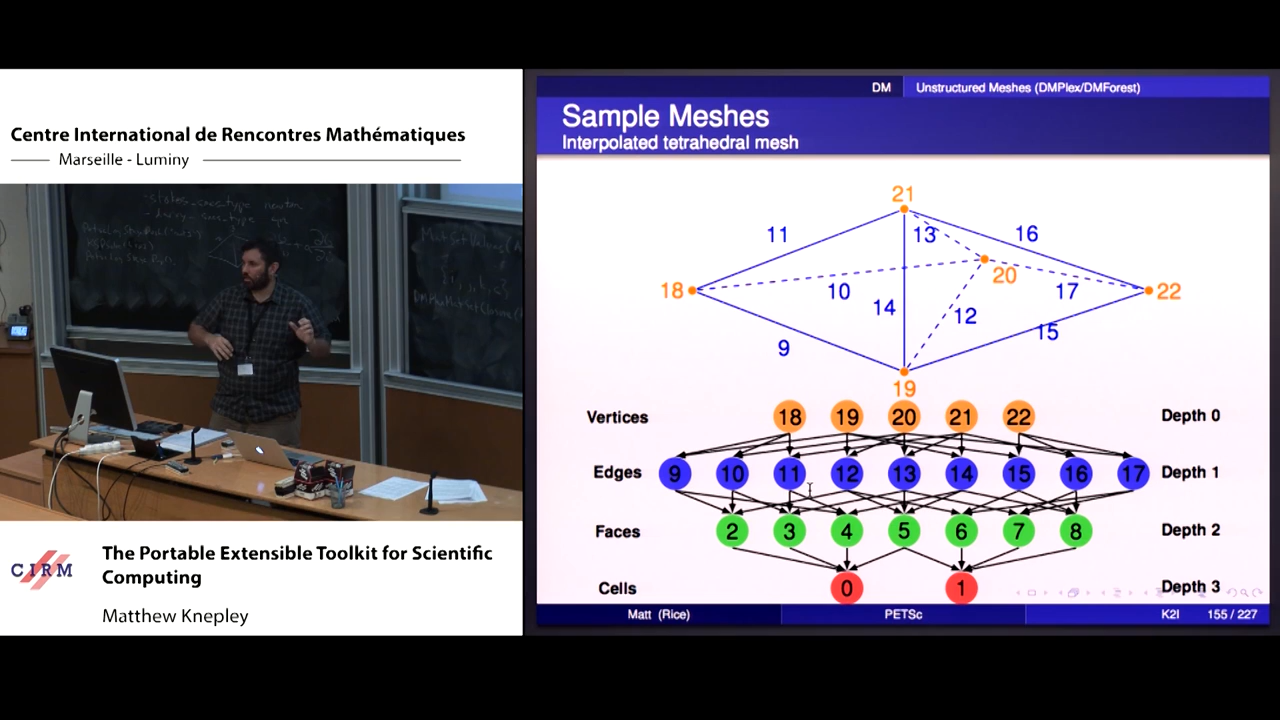 Centre International de Rencontres Mathématiques
Marseille - Luminy
CIRM
The Portable Extensible Toolkit for Scientific
Computing
Matthew Knepley
DM
Unstructured Meshes (DMPlex/DMForest)
Sample Meshes
Interpolated tetrahedral mesh
21
11
13
16
18
20
10
17
22
14
12
15
9
19
Vertices 18 19 20 21 22 Depth 0
Edges 9 10 11 12 13 14 15 16 17 Depth 1
Faces 2 3 4 5 6 7 8 Depth 2
Cells 0 1 Depth 3
Matt (Rice) PETSc K2I 155 / 227